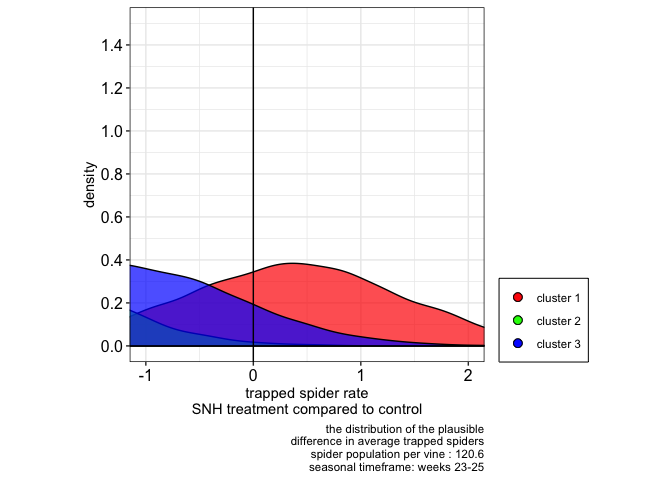 1.4
1.2
1.0
0.8
0.6
0.4
0.2
0.0
density
-1
0
1
2
trapped spider rate
SNH treatment compared to control
cluster 1
cluster 2
cluster 3
the distribution of the plausible
difference in average trapped spiders
spider population per vine : 120.6
seasonal timeframe: weeks 23-25